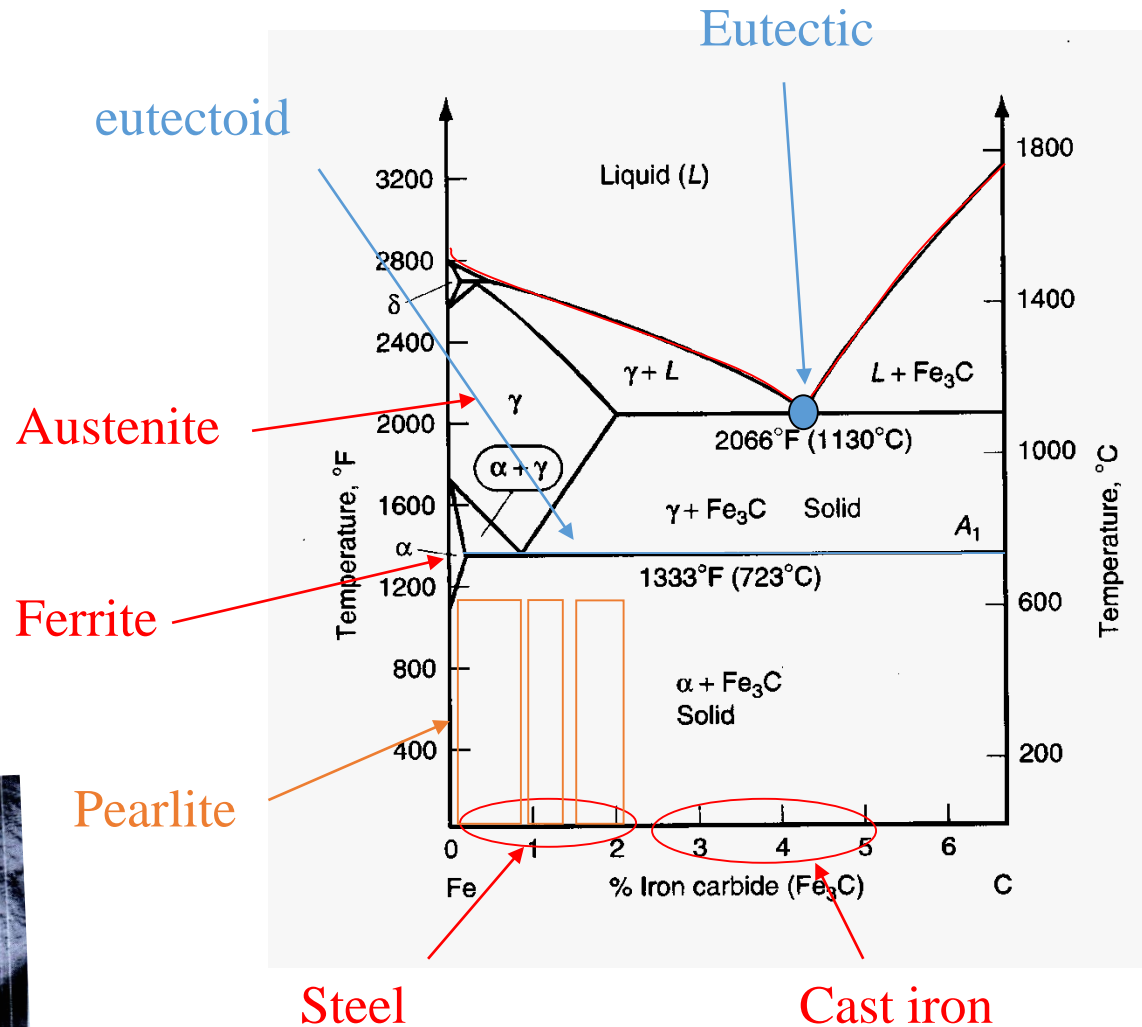 Eutectic
eutectoid
Liquid (L)
1800
3200
2800
1400
δ
2400
γ + L
L + Fe₃C
γ
Austenite
2000
2066°F (1130°C)
1000
α + γ
Temperature, °F
Temperature, °C
1600
γ + Fe₃C Solid
A₁
α
1333°F (723°C)
1200
600
Ferrite
800
α + Fe₃C
Solid
400
200
Pearlite
0 1 2 3 4 5 6
Fe % Iron carbide (Fe₃C) C
Steel
Cast iron